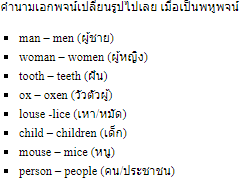 คำนามเอกพจน์เปลี่ยนรูปไปเลย เมื่อเป็นพหูพจน์
▪ man – men (ผู้ชาย)
▪ woman – women (ผู้หญิง)
▪ tooth – teeth (ฟัน)
▪ ox – oxen (วัวตัวผู้)
▪ louse -lice (เหา/หมัด)
▪ child – children (เด็ก)
▪ mouse – mice (หนู)
▪ person – people (คน/ประชาชน)